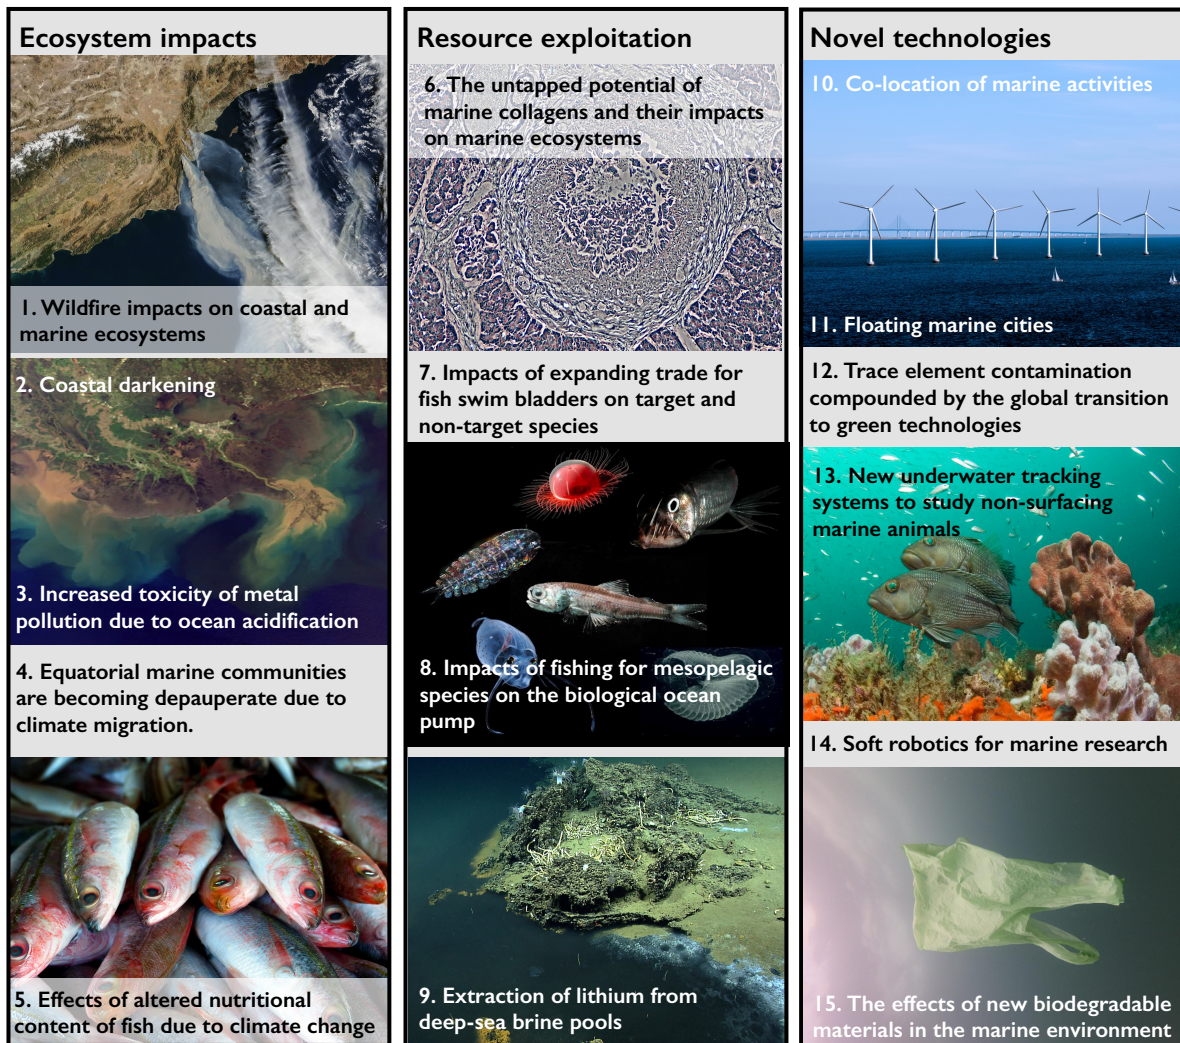 Ecosystem impacts
1. Wildfire impacts on coastal and
marine ecosystems
2. Coastal darkening
3. Increased toxicity of metal
pollution due to ocean acidification
4. Equatorial marine communities
are becoming depauperate due to
climate migration.
5. Effects of altered nutritional
content of fish due to climate change
Resource exploitation
6. The untapped potential of
marine collagens and their impacts
on marine ecosystems
7. Impacts of expanding trade for
fish swim bladders on target and
non-target species
8. Impacts of fishing for mesopelagic
species on the biological ocean
pump
9. Extraction of lithium from
deep-sea brine pools
Novel technologies
10. Co-location of marine activities
11. Floating marine cities
12. Trace element contamination
compounded by the global transition
to green technologies
13. New underwater tracking
systems to study non-surfacing
marine animals
14. Soft robotics for marine research
15. The effects of new biodegradable
materials in the marine environment